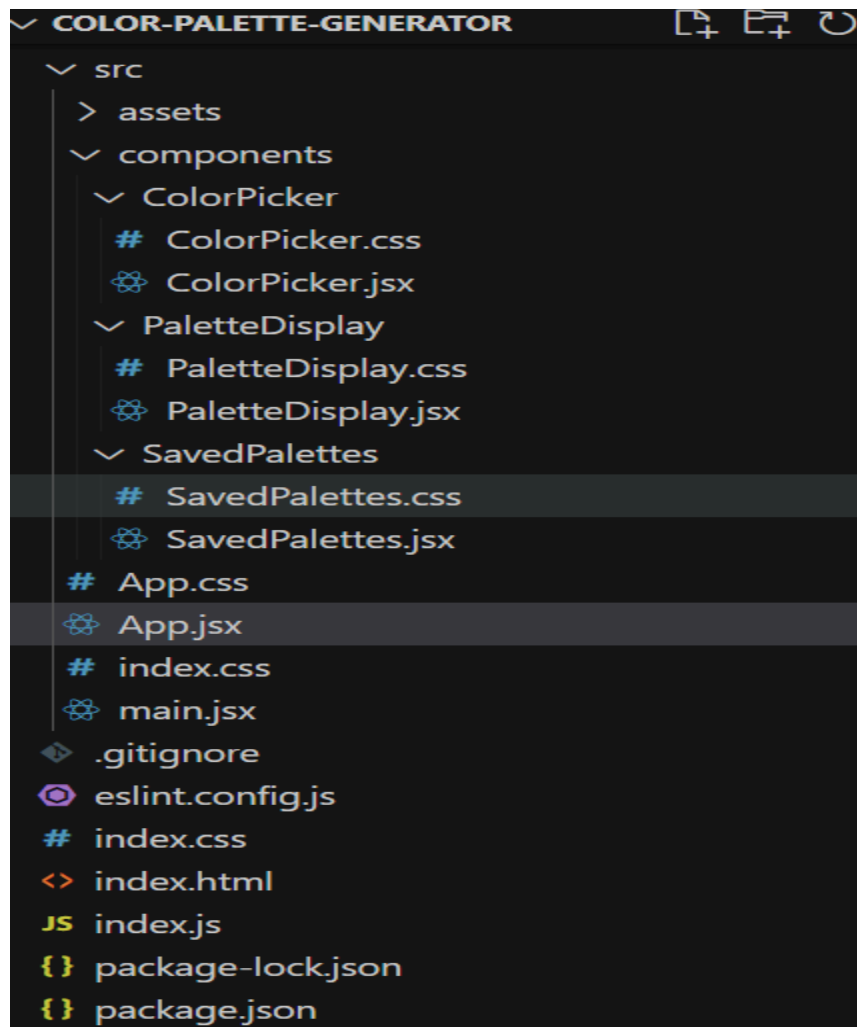 COLOR-PALETTE-GENERATOR
src
assets
components
ColorPicker
# ColorPicker.css
ColorPicker.jsx
PaletteDisplay
# PaletteDisplay.css
PaletteDisplay.jsx
SavedPalettes
# SavedPalettes.css
SavedPalettes.jsx
# App.css
App.jsx
# index.css
main.jsx
.gitignore
eslint.config.js
# index.css
<> index.html
JS index.js
{} package-lock.json
{} package.json